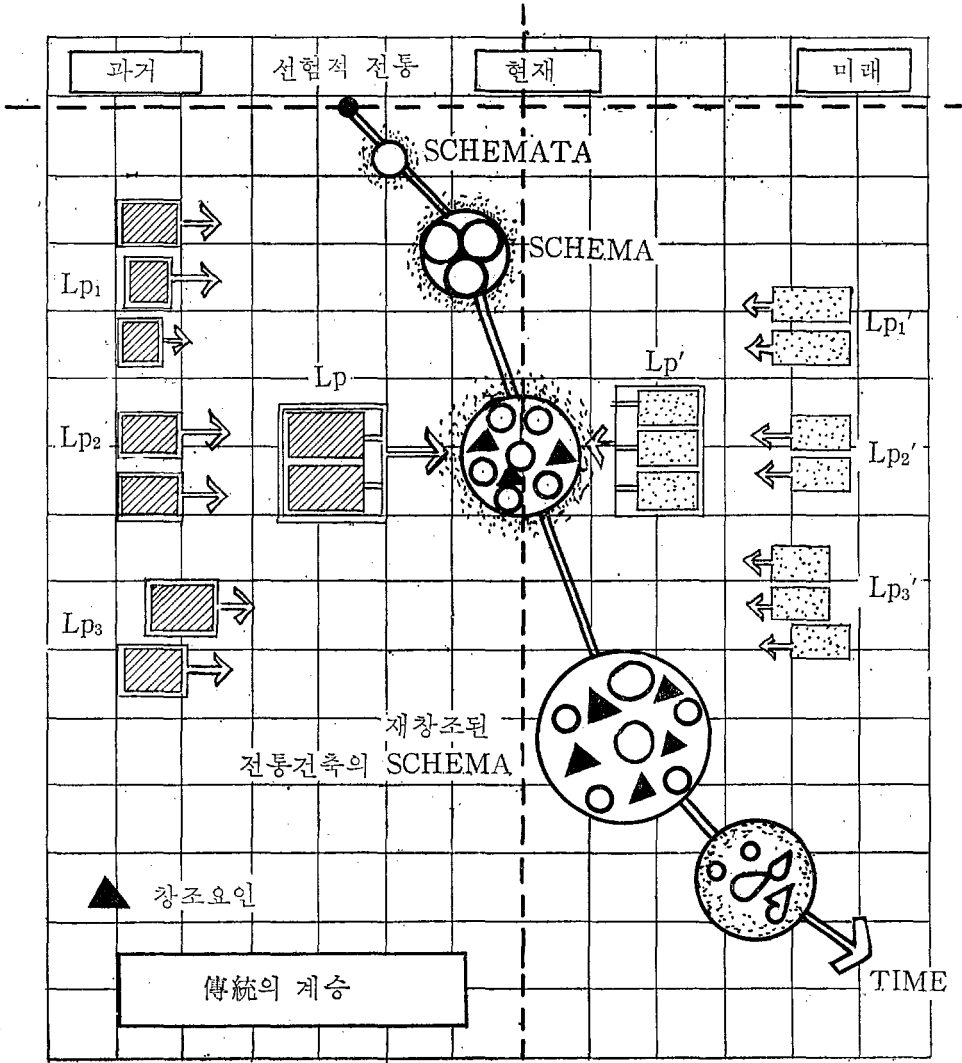 과거 선험적 전통 현재 미래
SCHEMATA
SCHEMA
Lp₁
Lp₁′
Lp
Lp′
Lp₂
Lp₂′
Lp₃
Lp₃′
재창조된
전통건축의 SCHEMA
창조요인
TIME
傳統의 계승